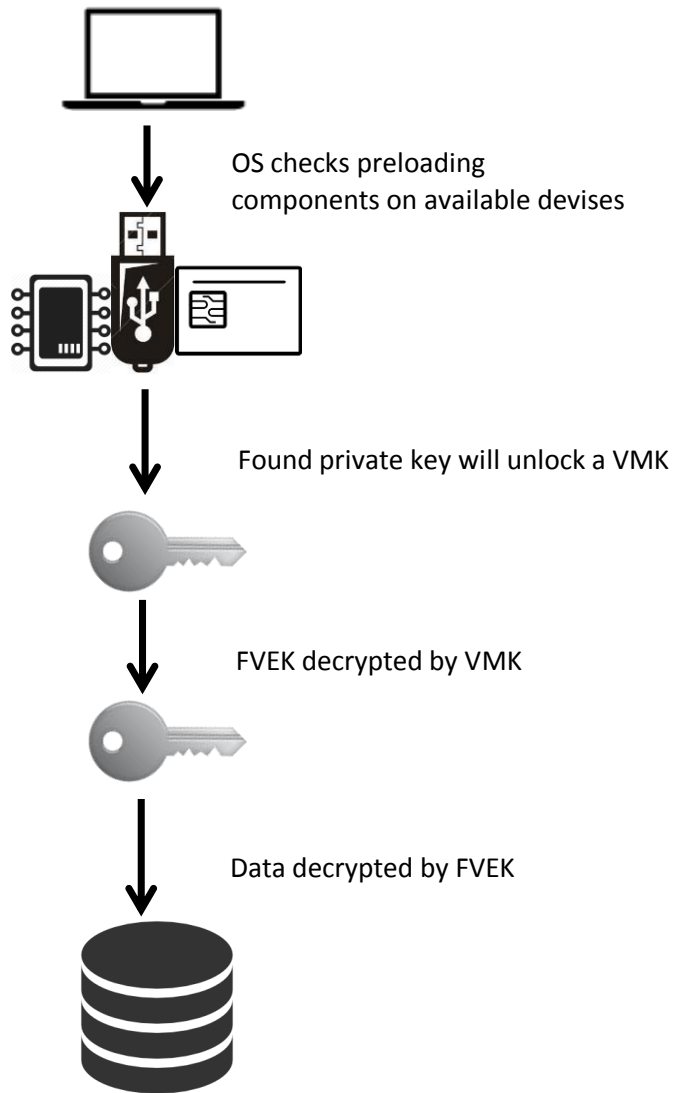 OS checks preloading
components on available devises
Found private key will unlock a VMK
FVEK decrypted by VMK
Data decrypted by FVEK